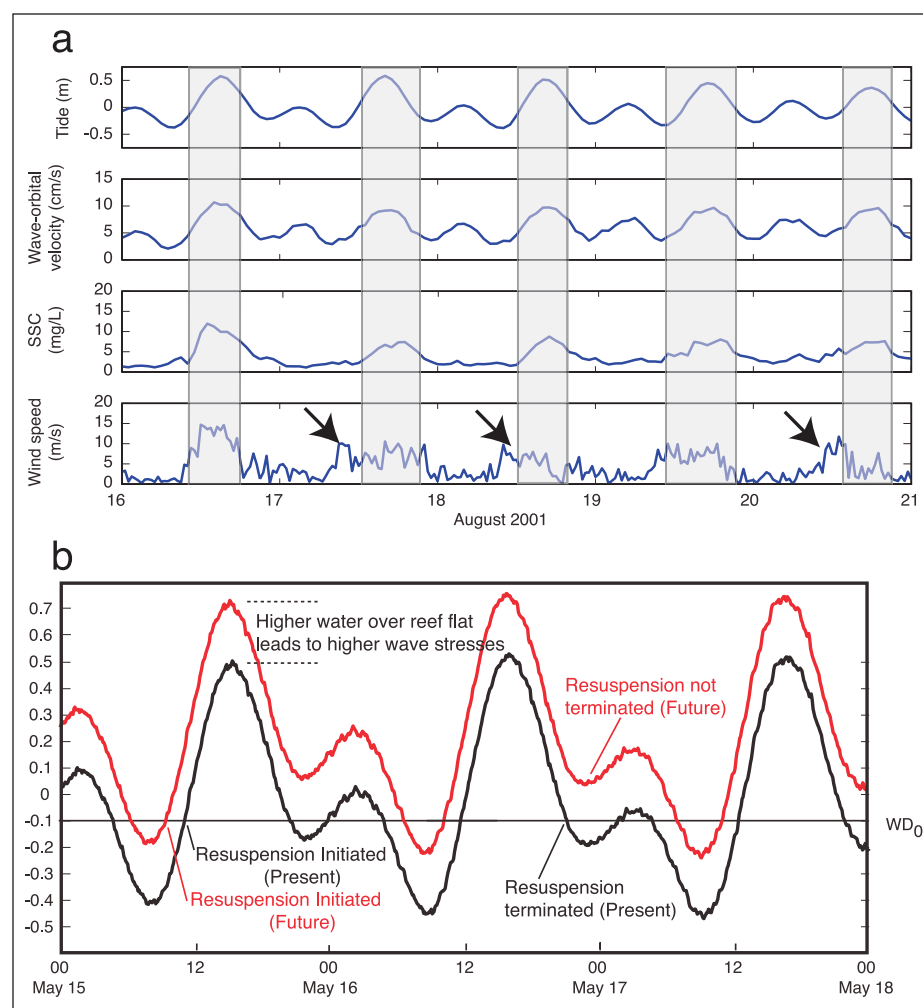 a
0.5
0
-0.5
Tide (m)
15
10
5
0
Wave-orbital
velocity (cm/s)
20
15
10
5
0
SSC
(mg/L)
20
15
10
5
0
Wind speed
(m/s)
16 17 18 19 20 21
August 2001
b
0.7
0.6
0.5
0.4
0.3
0.2
0.1
0
-0.1
-0.2
-0.3
-0.4
-0.5
Higher water over reef flat
leads to higher wave stresses
Resuspension not
terminated (Future)
WD0
Resuspension Initiated
(Present)
Resuspension Initiated
(Future)
Resuspension
terminated (Present)
00 12 00 12 00 12 00
May 15 May 16 May 17 May 18